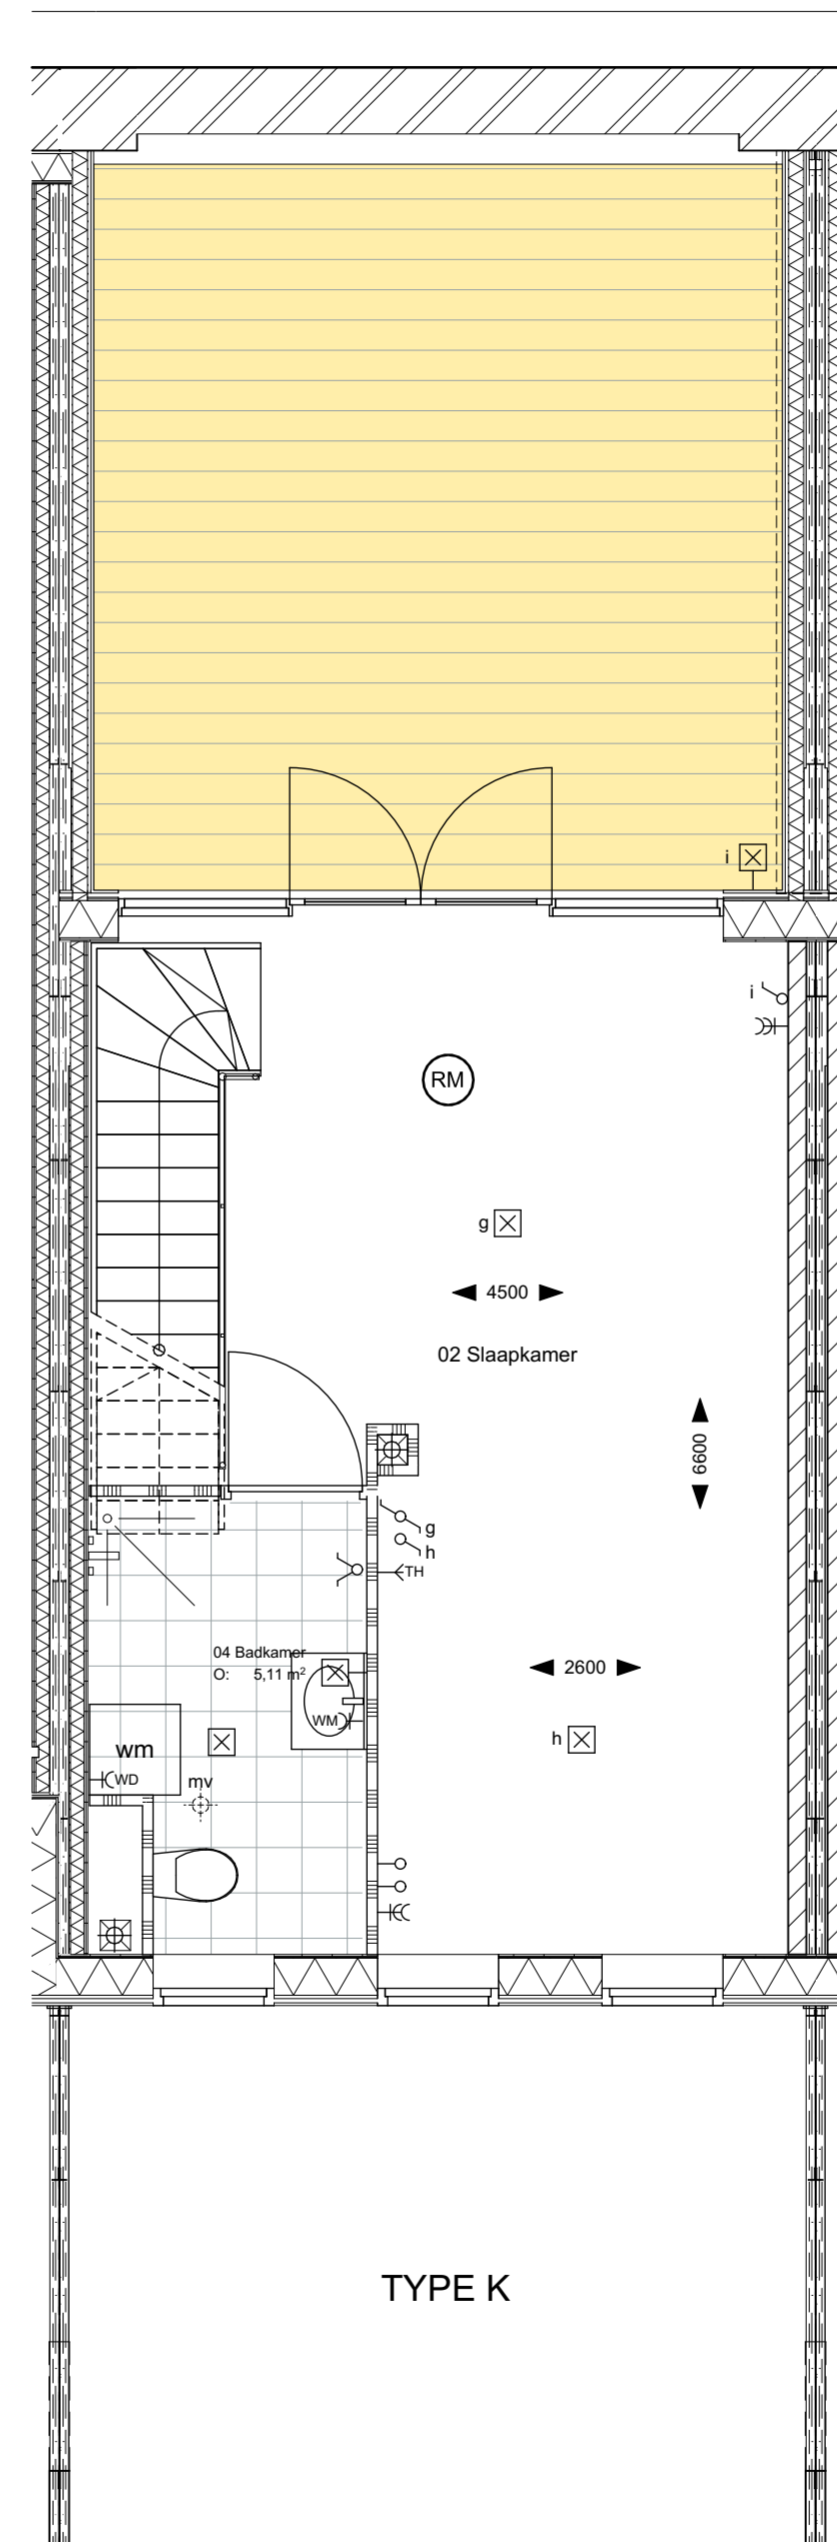 i
i
RM
g
4500
02 Slaapkamer
6600
g
h
TH
04 Badkamer
O: 5,11 m²
2600
WM
h
wm
WD
mv
TYPE K